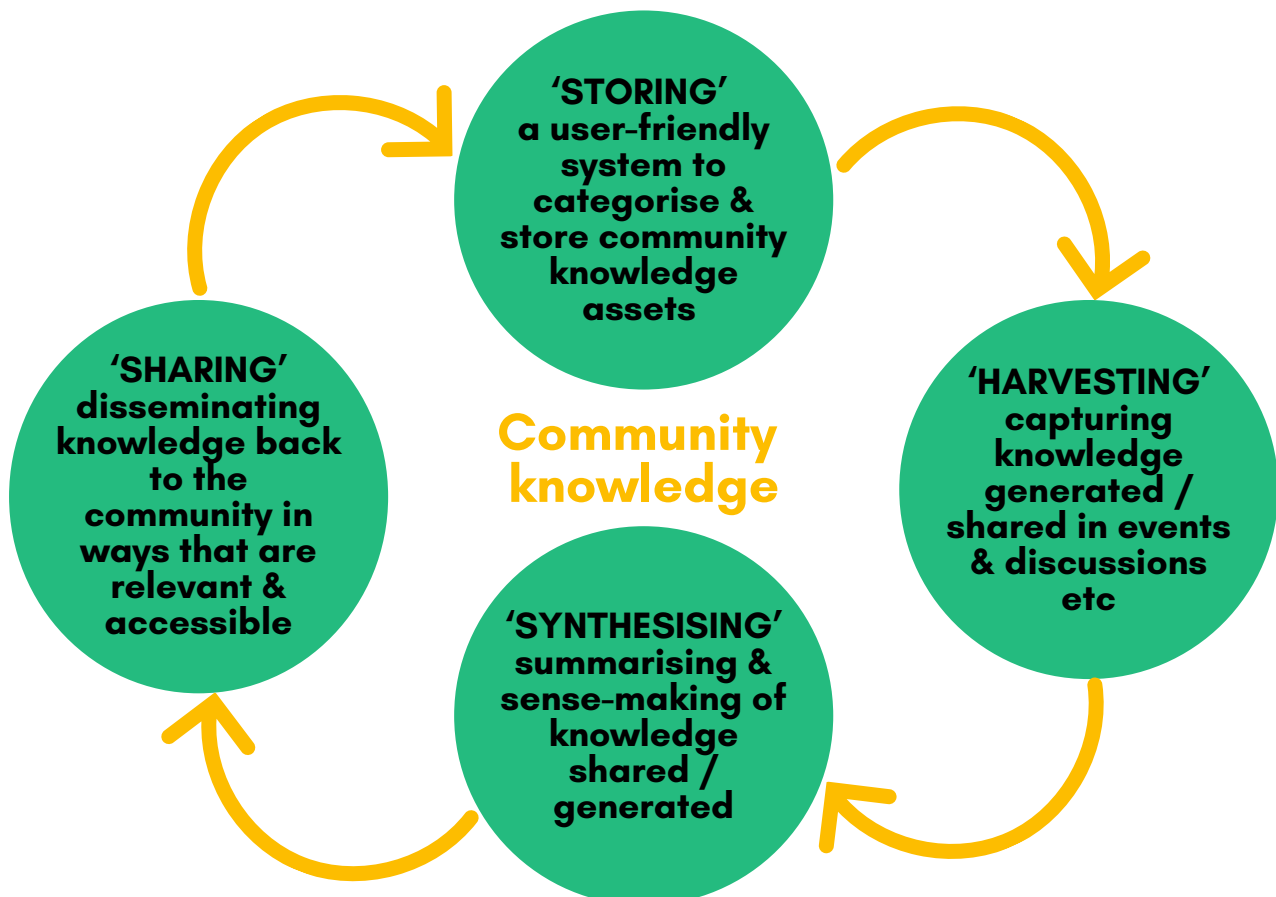 ‘STORING’
a user-friendly
system to
categorise &
store community
knowledge
assets
‘HARVESTING’
capturing
knowledge
generated /
shared in events
& discussions
etc
‘SYNTHESISING’
summarising &
sense-making of
knowledge
shared /
generated
‘SHARING’
disseminating
knowledge back
to the
community in
ways that are
relevant &
accessible
Community
knowledge